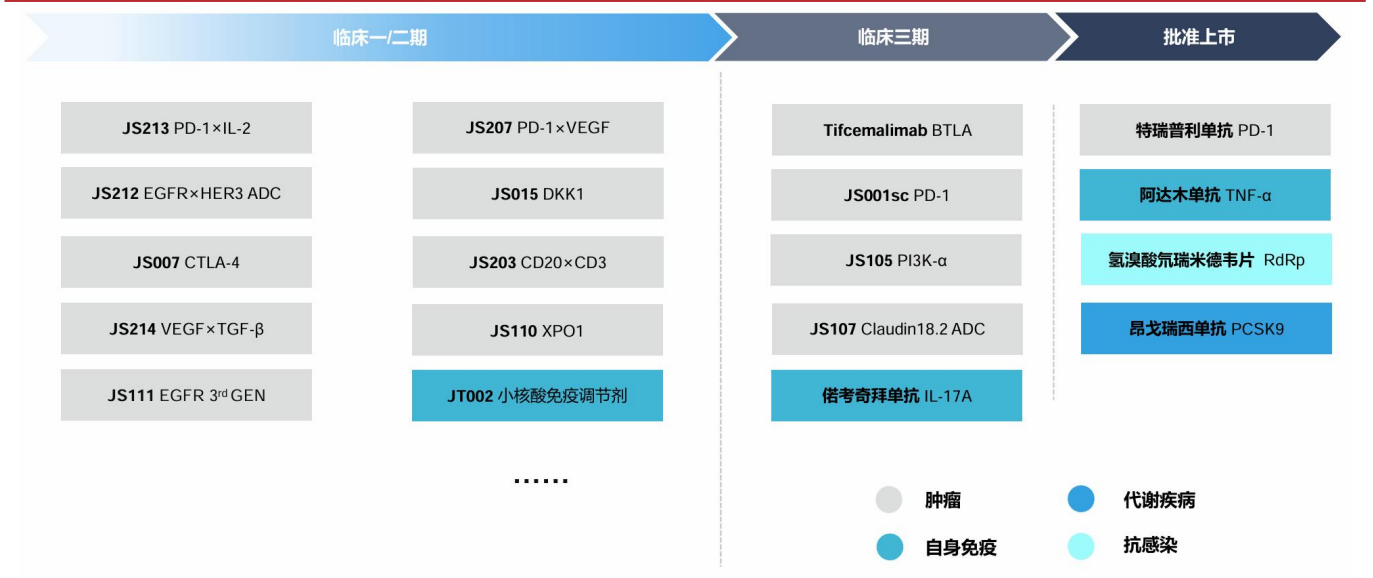 临床一/二期
临床三期
批准上市
JS213 PD-1×IL-2
JS207 PD-1×VEGF
Tifcemalimab BTLA
特瑞普利单抗 PD-1
JS212 EGFR×HER3 ADC
JS015 DKK1
JS001sc PD-1
阿达木单抗 TNF-α
JS007 CTLA-4
JS203 CD20×CD3
JS105 PI3K-α
氢溴酸氘瑞米德韦片 RdRp
JS214 VEGF×TGF-β
JS110 XPO1
JS107 Claudin18.2 ADC
昂戈瑞西单抗 PCSK9
JS111 EGFR 3rd GEN
JT002 小核酸免疫调节剂
偌考奇拜单抗 IL-17A
······
肿瘤
代谢疾病
自身免疫
抗感染